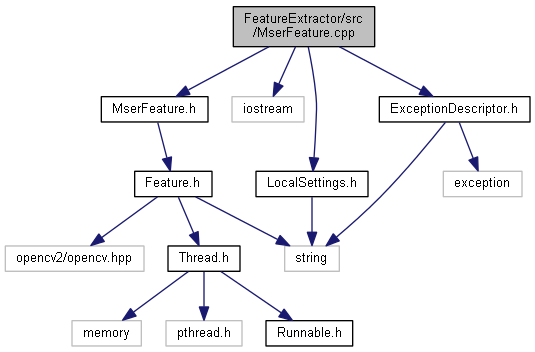 FeatureExtractor/src
/MserFeature.cpp
MserFeature.h
iostream
ExceptionDescriptor.h
Feature.h
LocalSettings.h
exception
opencv2/opencv.hpp
Thread.h
string
memory
pthread.h
Runnable.h